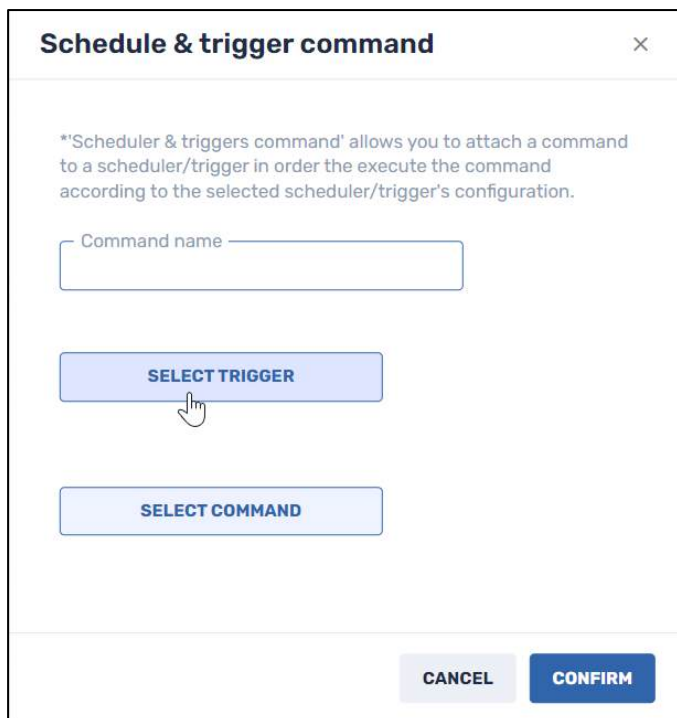 Schedule & trigger command
*'Scheduler & triggers command' allows you to attach a command
to a scheduler/trigger in order the execute the command
according to the selected scheduler/trigger's configuration.
Command name
SELECT TRIGGER
SELECT COMMAND
CANCEL CONFIRM